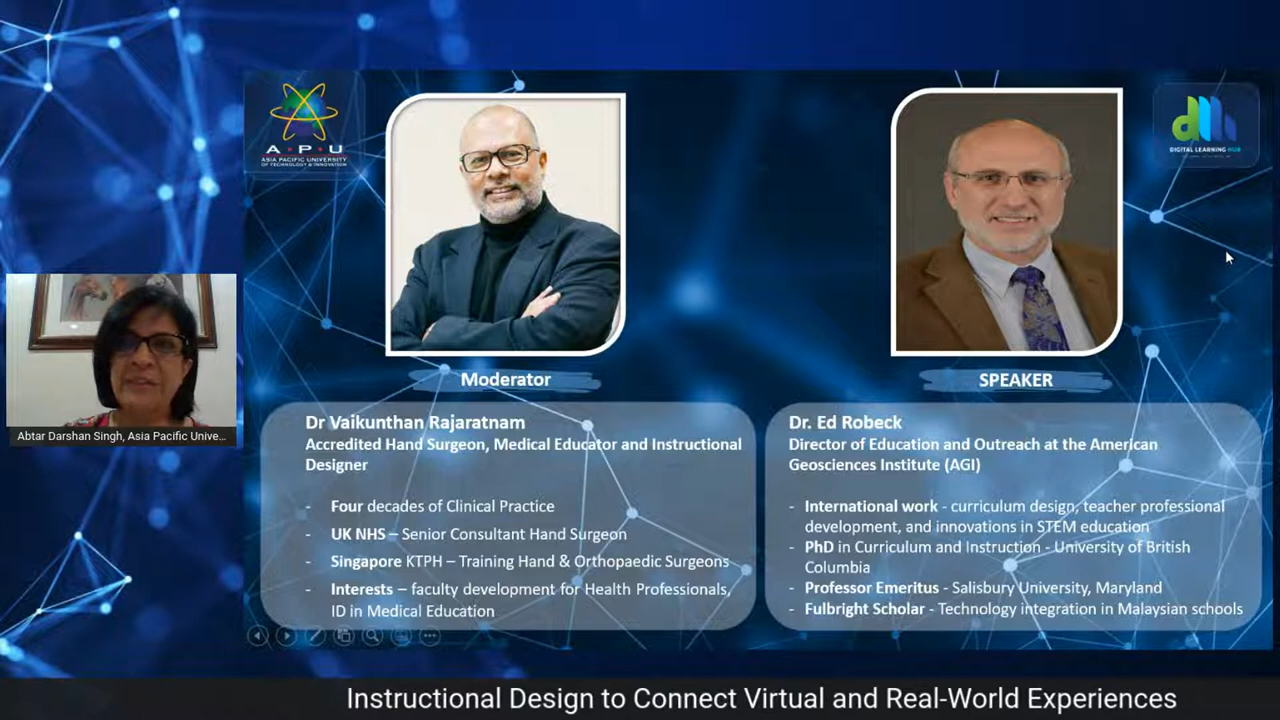 A • P • U
ASIA PACIFIC UNIVERSITY
OF TECHNOLOGY & INNOVATION
DIGITAL LEARNING HUB
Moderator
Dr Vaikunthan Rajaratnam
Accredited Hand Surgeon, Medical Educator and Instructional
Designer
- Four decades of Clinical Practice
- UK NHS – Senior Consultant Hand Surgeon
- Singapore KTPH – Training Hand & Orthopaedic Surgeons
- Interests – faculty development for Health Professionals,
ID in Medical Education
SPEAKER
Dr. Ed Robeck
Director of Education and Outreach at the American
Geosciences Institute (AGI)
- International work - curriculum design, teacher professional
development, and innovations in STEM education
- PhD in Curriculum and Instruction - University of British
Columbia
- Professor Emeritus - Salisbury University, Maryland
- Fulbright Scholar - Technology integration in Malaysian schools
Abtar Darshan Singh, Asia Pacific Unive...
Instructional Design to Connect Virtual and Real-World Experiences